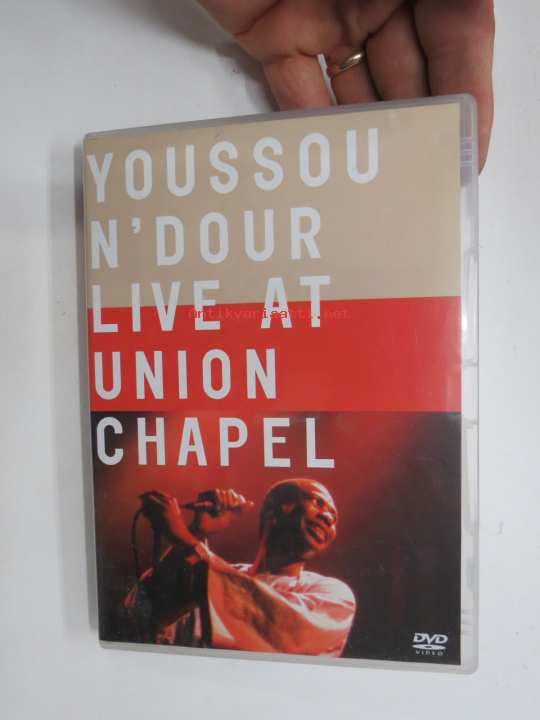 YOUSSOU
N'DOUR
LIVE AT
antikvariaatti.net
UNION
CHAPEL
DVD
VIDEO